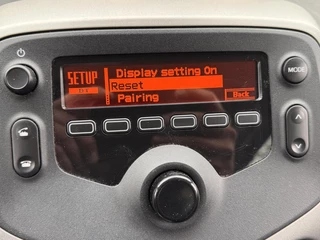 SETUP
Display setting On
Reset
Pairing
Back
MODE